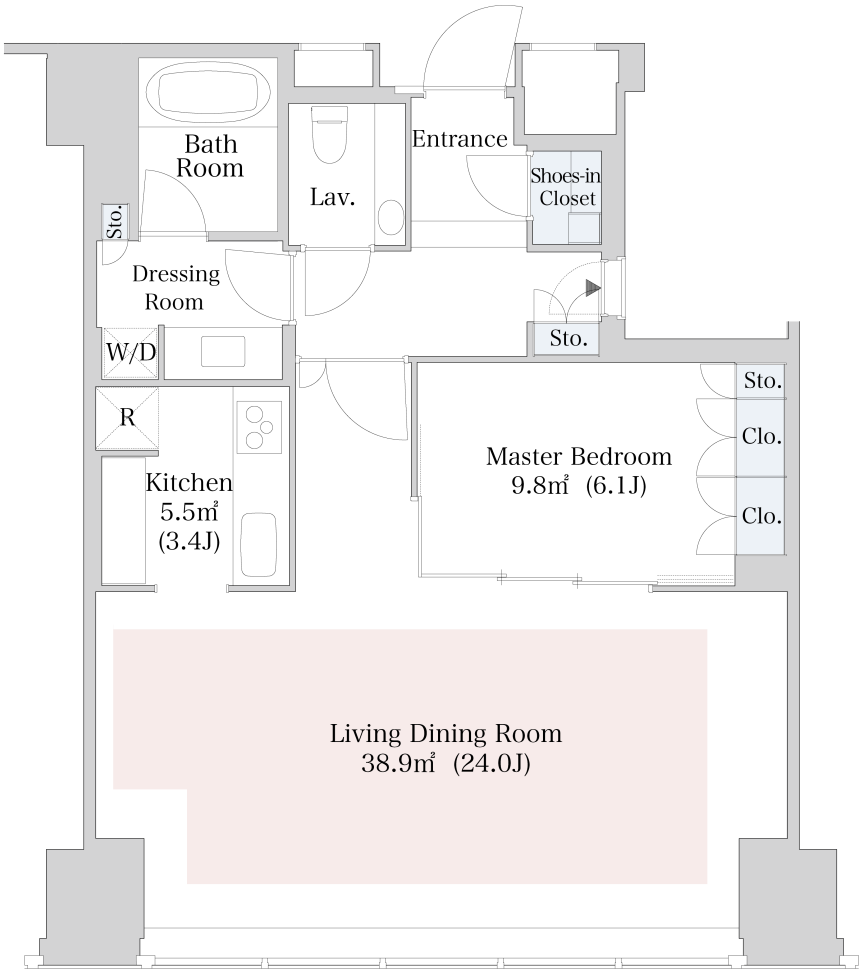 Bath
Room
Entrance
Lav.
Shoes-in
Closet
Sto.
Dressing
Room
W/D
Sto.
R
Kitchen
5.5㎡
(3.4J)
Master Bedroom
9.8㎡ (6.1J)
Sto.
Clo.
Clo.
Living Dining Room
38.9㎡ (24.0J)